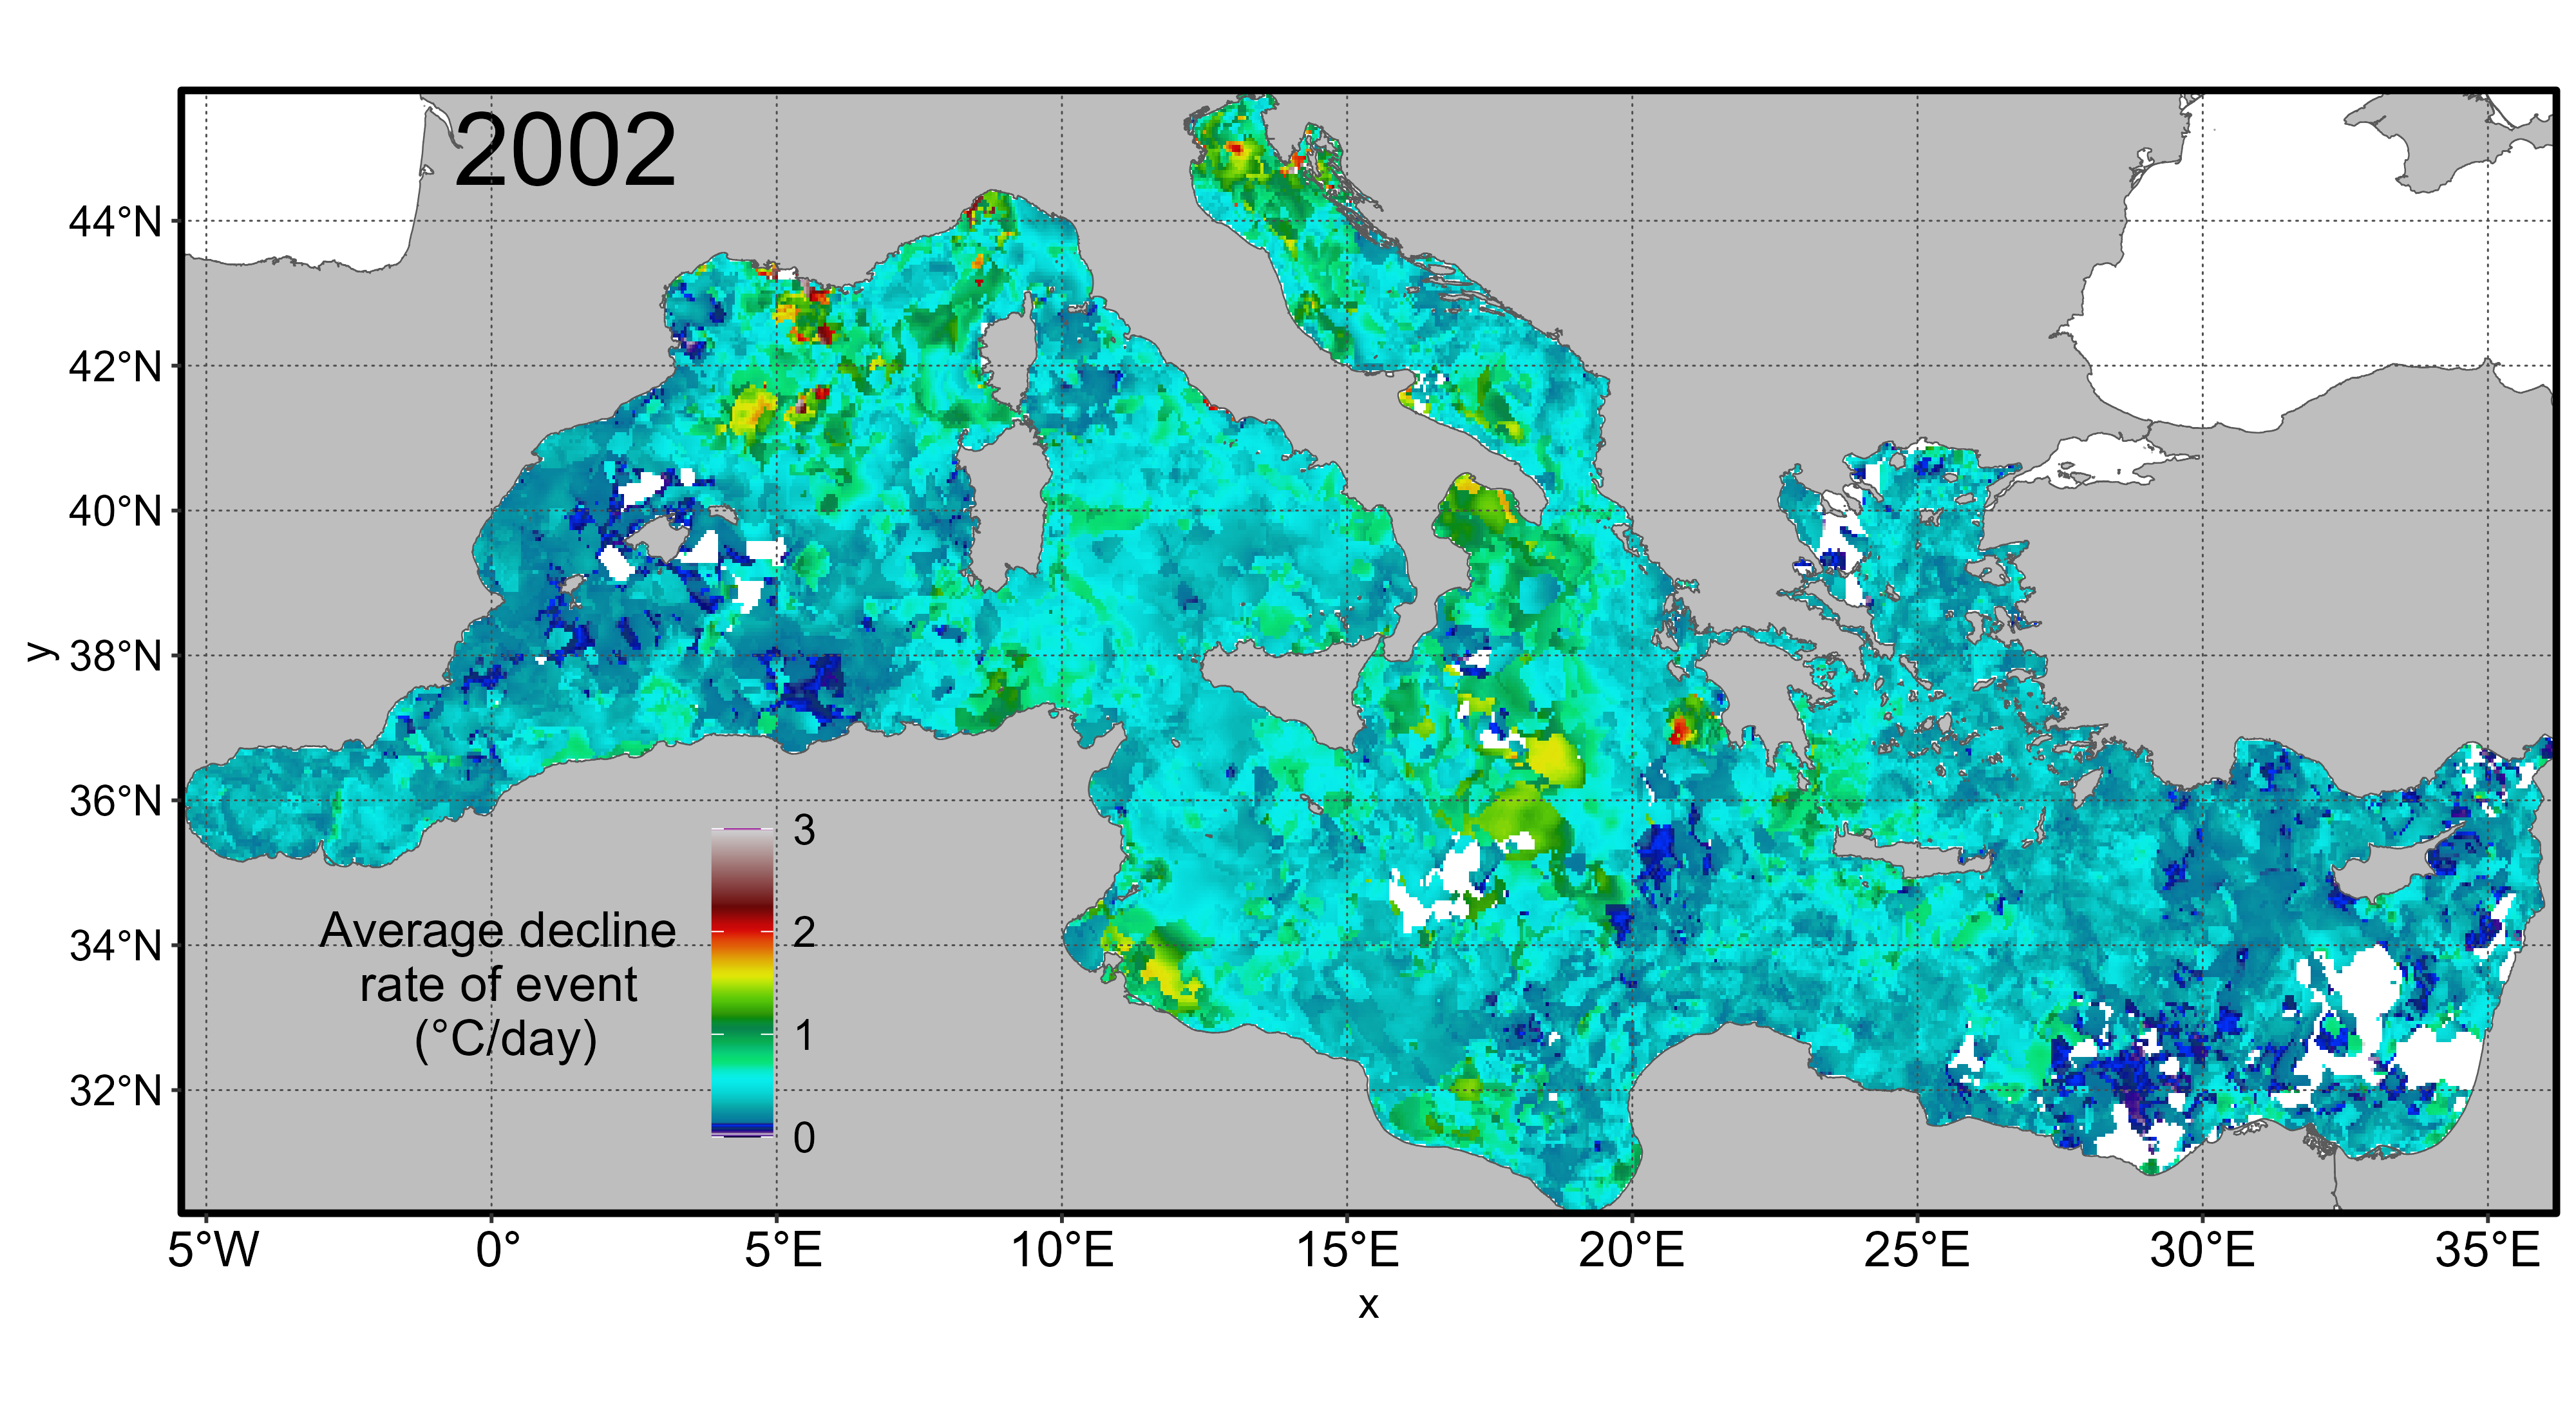 2002
44°N
42°N
40°N
38°N
36°N
34°N
32°N
y
Average decline
rate of event
(°C/day)
3
2
1
0
5°W 0° 5°E 10°E 15°E 20°E 25°E 30°E 35°E
x